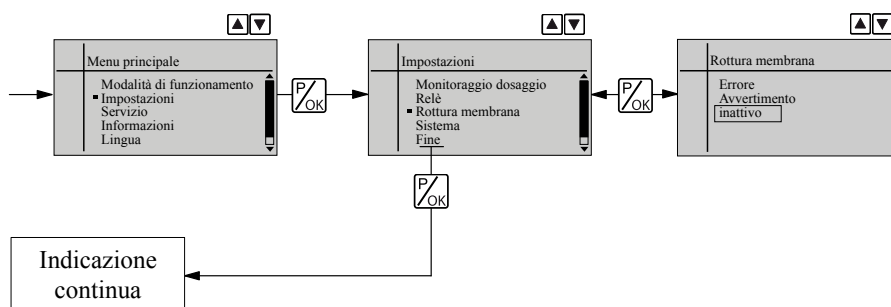 Menu principale
Modalità di funzionamento
Impostazioni
Servizio
Informazioni
Lingua
P/OK
Impostazioni
Monitoraggio dosaggio
Relè
Rottura membrana
Sistema
Fine
P/OK
Rottura membrana
Errore
Avvertimento
inattivo
P/OK
Indicazione
continua